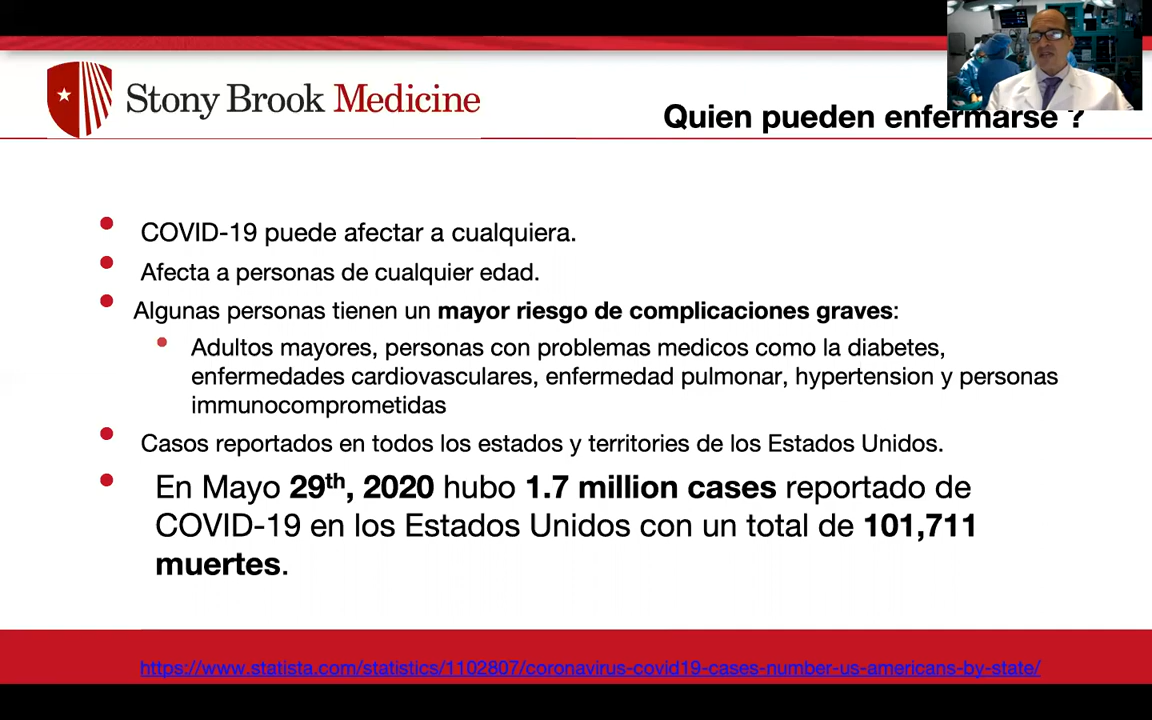 Stony Brook Medicine
Quien pueden enfermarse ?
COVID-19 puede afectar a cualquiera.
Afecta a personas de cualquier edad.
Algunas personas tienen un mayor riesgo de complicaciones graves:
Adultos mayores, personas con problemas medicos como la diabetes,
enfermedades cardiovasculares, enfermedad pulmonar, hypertension y personas
immunocomprometidas
Casos reportados en todos los estados y territories de los Estados Unidos.
En Mayo 29th, 2020 hubo 1.7 million cases reportado de
COVID-19 en los Estados Unidos con un total de 101,711
muertes.
https://www.statista.com/statistics/1102807/coronavirus-covid19-cases-number-us-americans-by-state/